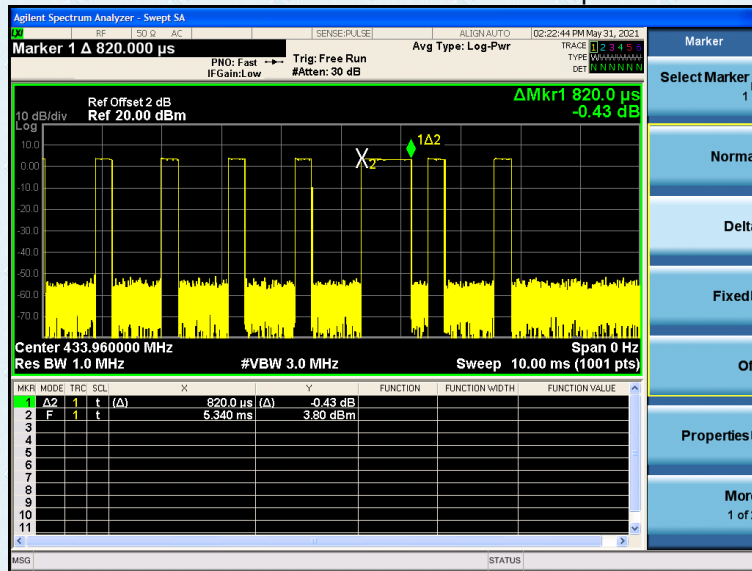 Agilent Spectrum Analyzer - Swept SA
RF 50 Ω AC SENSE:PULSE ALIGN AUTO 02:22:44 PM May 31, 2021
Marker 1 Δ 820.000 µs
PNO: Fast
IFGain:Low
Trig: Free Run
#Atten: 30 dB
Avg Type: Log-Pwr
TRACE 1 2 3 4 5 6
TYPE W
DET N N N N N N
Ref Offset 2 dB
10 dB/div Ref 20.00 dBm
Log
ΔMkr1 820.0 µs
-0.43 dB
10.0
0.00
-10.0
-20.0
-30.0
-40.0
-50.0
-60.0
-70.0
1Δ2
X2
Center 433.960000 MHz Span 0 Hz
Res BW 1.0 MHz #VBW 3.0 MHz Sweep 10.00 ms (1001 pts)
MKR MODE TRC SCL X Y FUNCTION FUNCTION WIDTH FUNCTION VALUE
1 Δ2 1 t (Δ) 820.0 µs (Δ) -0.43 dB
2 F 1 t 5.340 ms 3.80 dBm
3
4
5
6
7
8
9
10
11
MSG STATUS
Marker
Select Marker
1
Norma
Delta
Fixed
Of
Properties
More
1 of